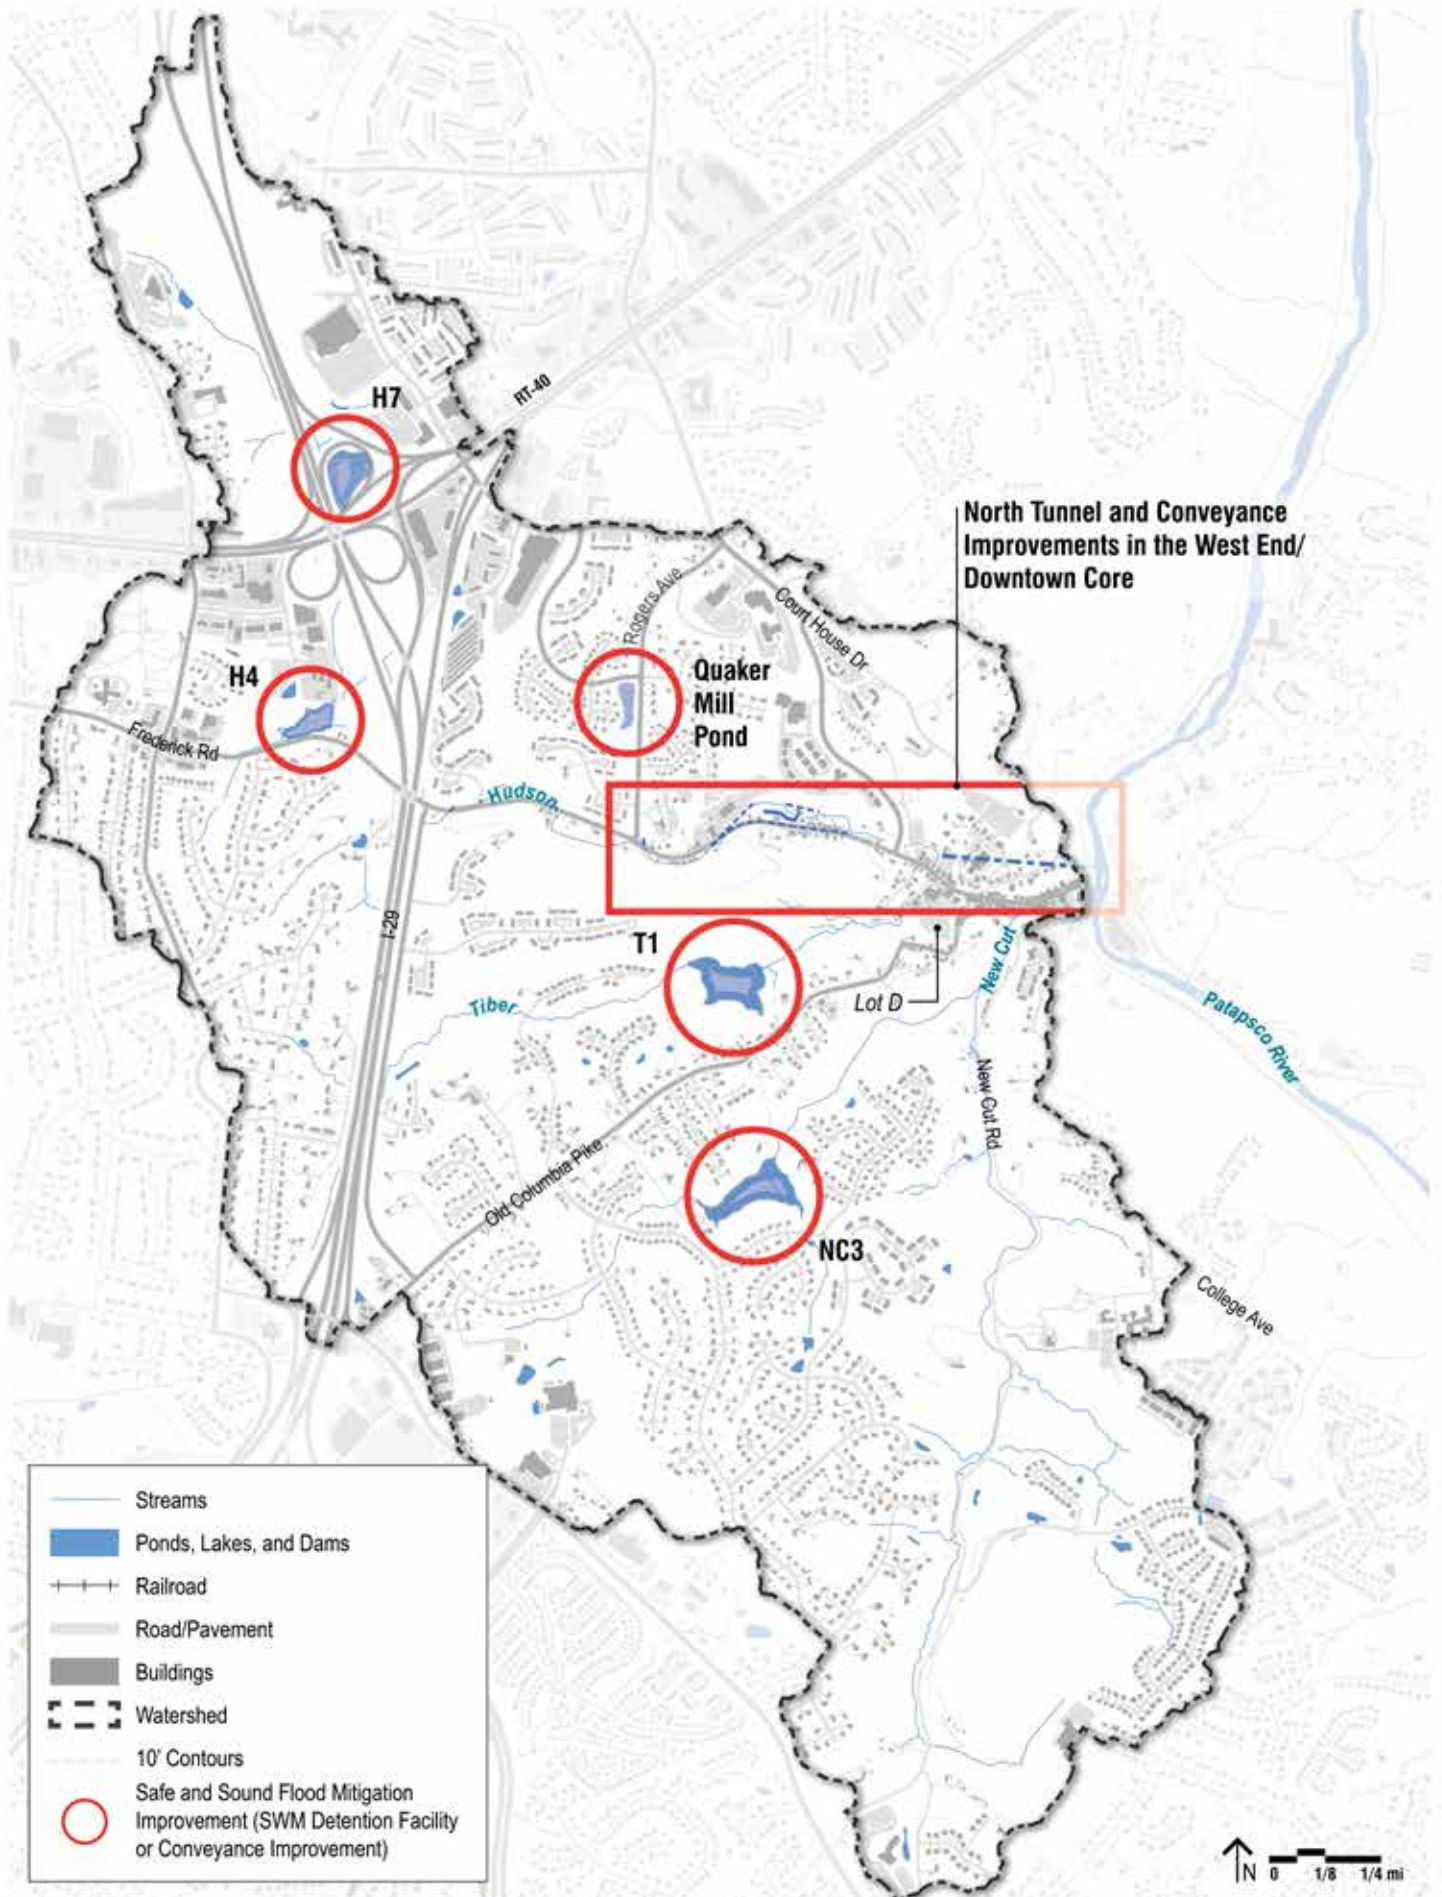 H7
RT-40
North Tunnel and Conveyance
Improvements in the West End/
Downtown Core
Rogers Ave
Court House Dr
H4
Quaker
Mill
Pond
Frederick Rd
Hudson
I-29
T1
New Cut
Lot D
Tiber
Patapsco River
New Cut Rd
Old Columbia Pike
NC3
College Ave
Streams
Ponds, Lakes, and Dams
Railroad
Road/Pavement
Buildings
Watershed
10' Contours
Safe and Sound Flood Mitigation
Improvement (SWM Detention Facility
or Conveyance Improvement)
N 0 1/8 1/4 mi